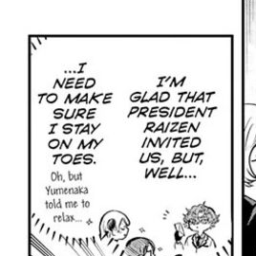 I'M
GLAD THAT
PRESIDENT
RAIZEN
INVITED
US, BUT,
WELL...
...I
NEED
TO MAKE
SURE
I STAY
ON MY
TOES.
Oh, but
Yumenaka
told me to
relax...